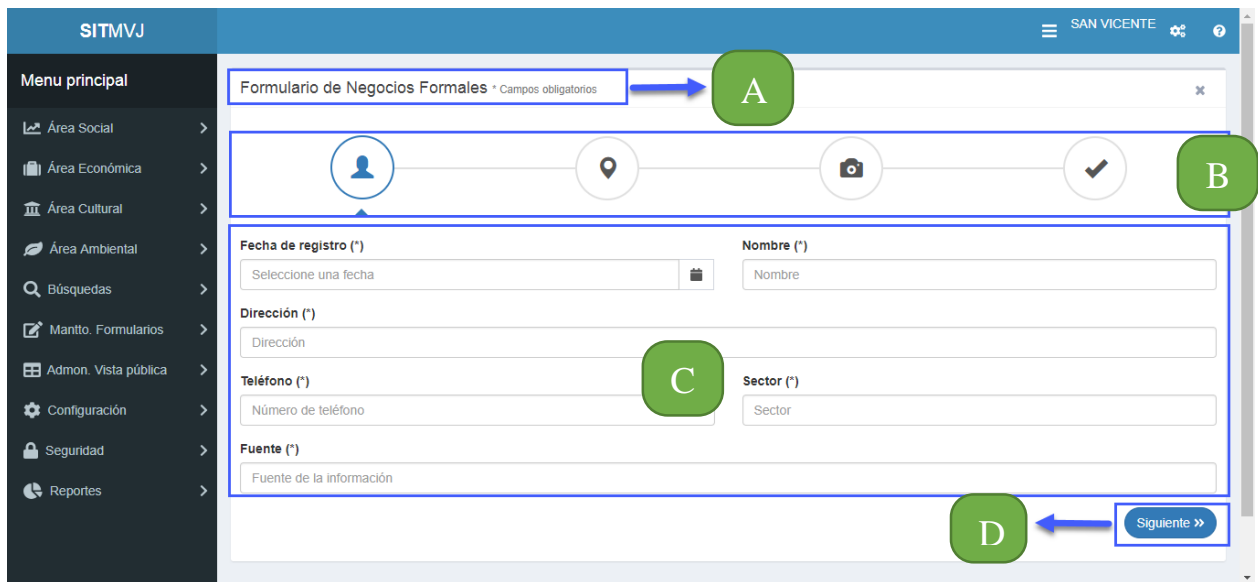 SITMVJ
SAN VICENTE
Menu principal
Área Social
Área Económica
Área Cultural
Área Ambiental
Búsquedas
Mantto. Formularios
Admon. Vista pública
Configuración
Seguridad
Reportes
Formulario de Negocios Formales * Campos obligatorios
A
B
Fecha de registro (*)
Seleccione una fecha
Nombre (*)
Nombre
Dirección (*)
Dirección
C
Teléfono (*)
Número de teléfono
Sector (*)
Sector
Fuente (*)
Fuente de la información
D
Siguiente »